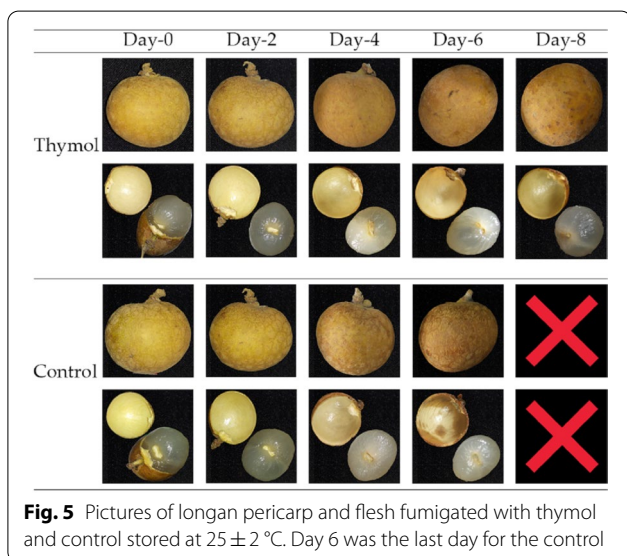 Day-0 Day-2 Day-4 Day-6 Day-8
Thymol
Control
Fig. 5 Pictures of longan pericarp and flesh fumigated with thymol
and control stored at 25 ± 2 °C. Day 6 was the last day for the control